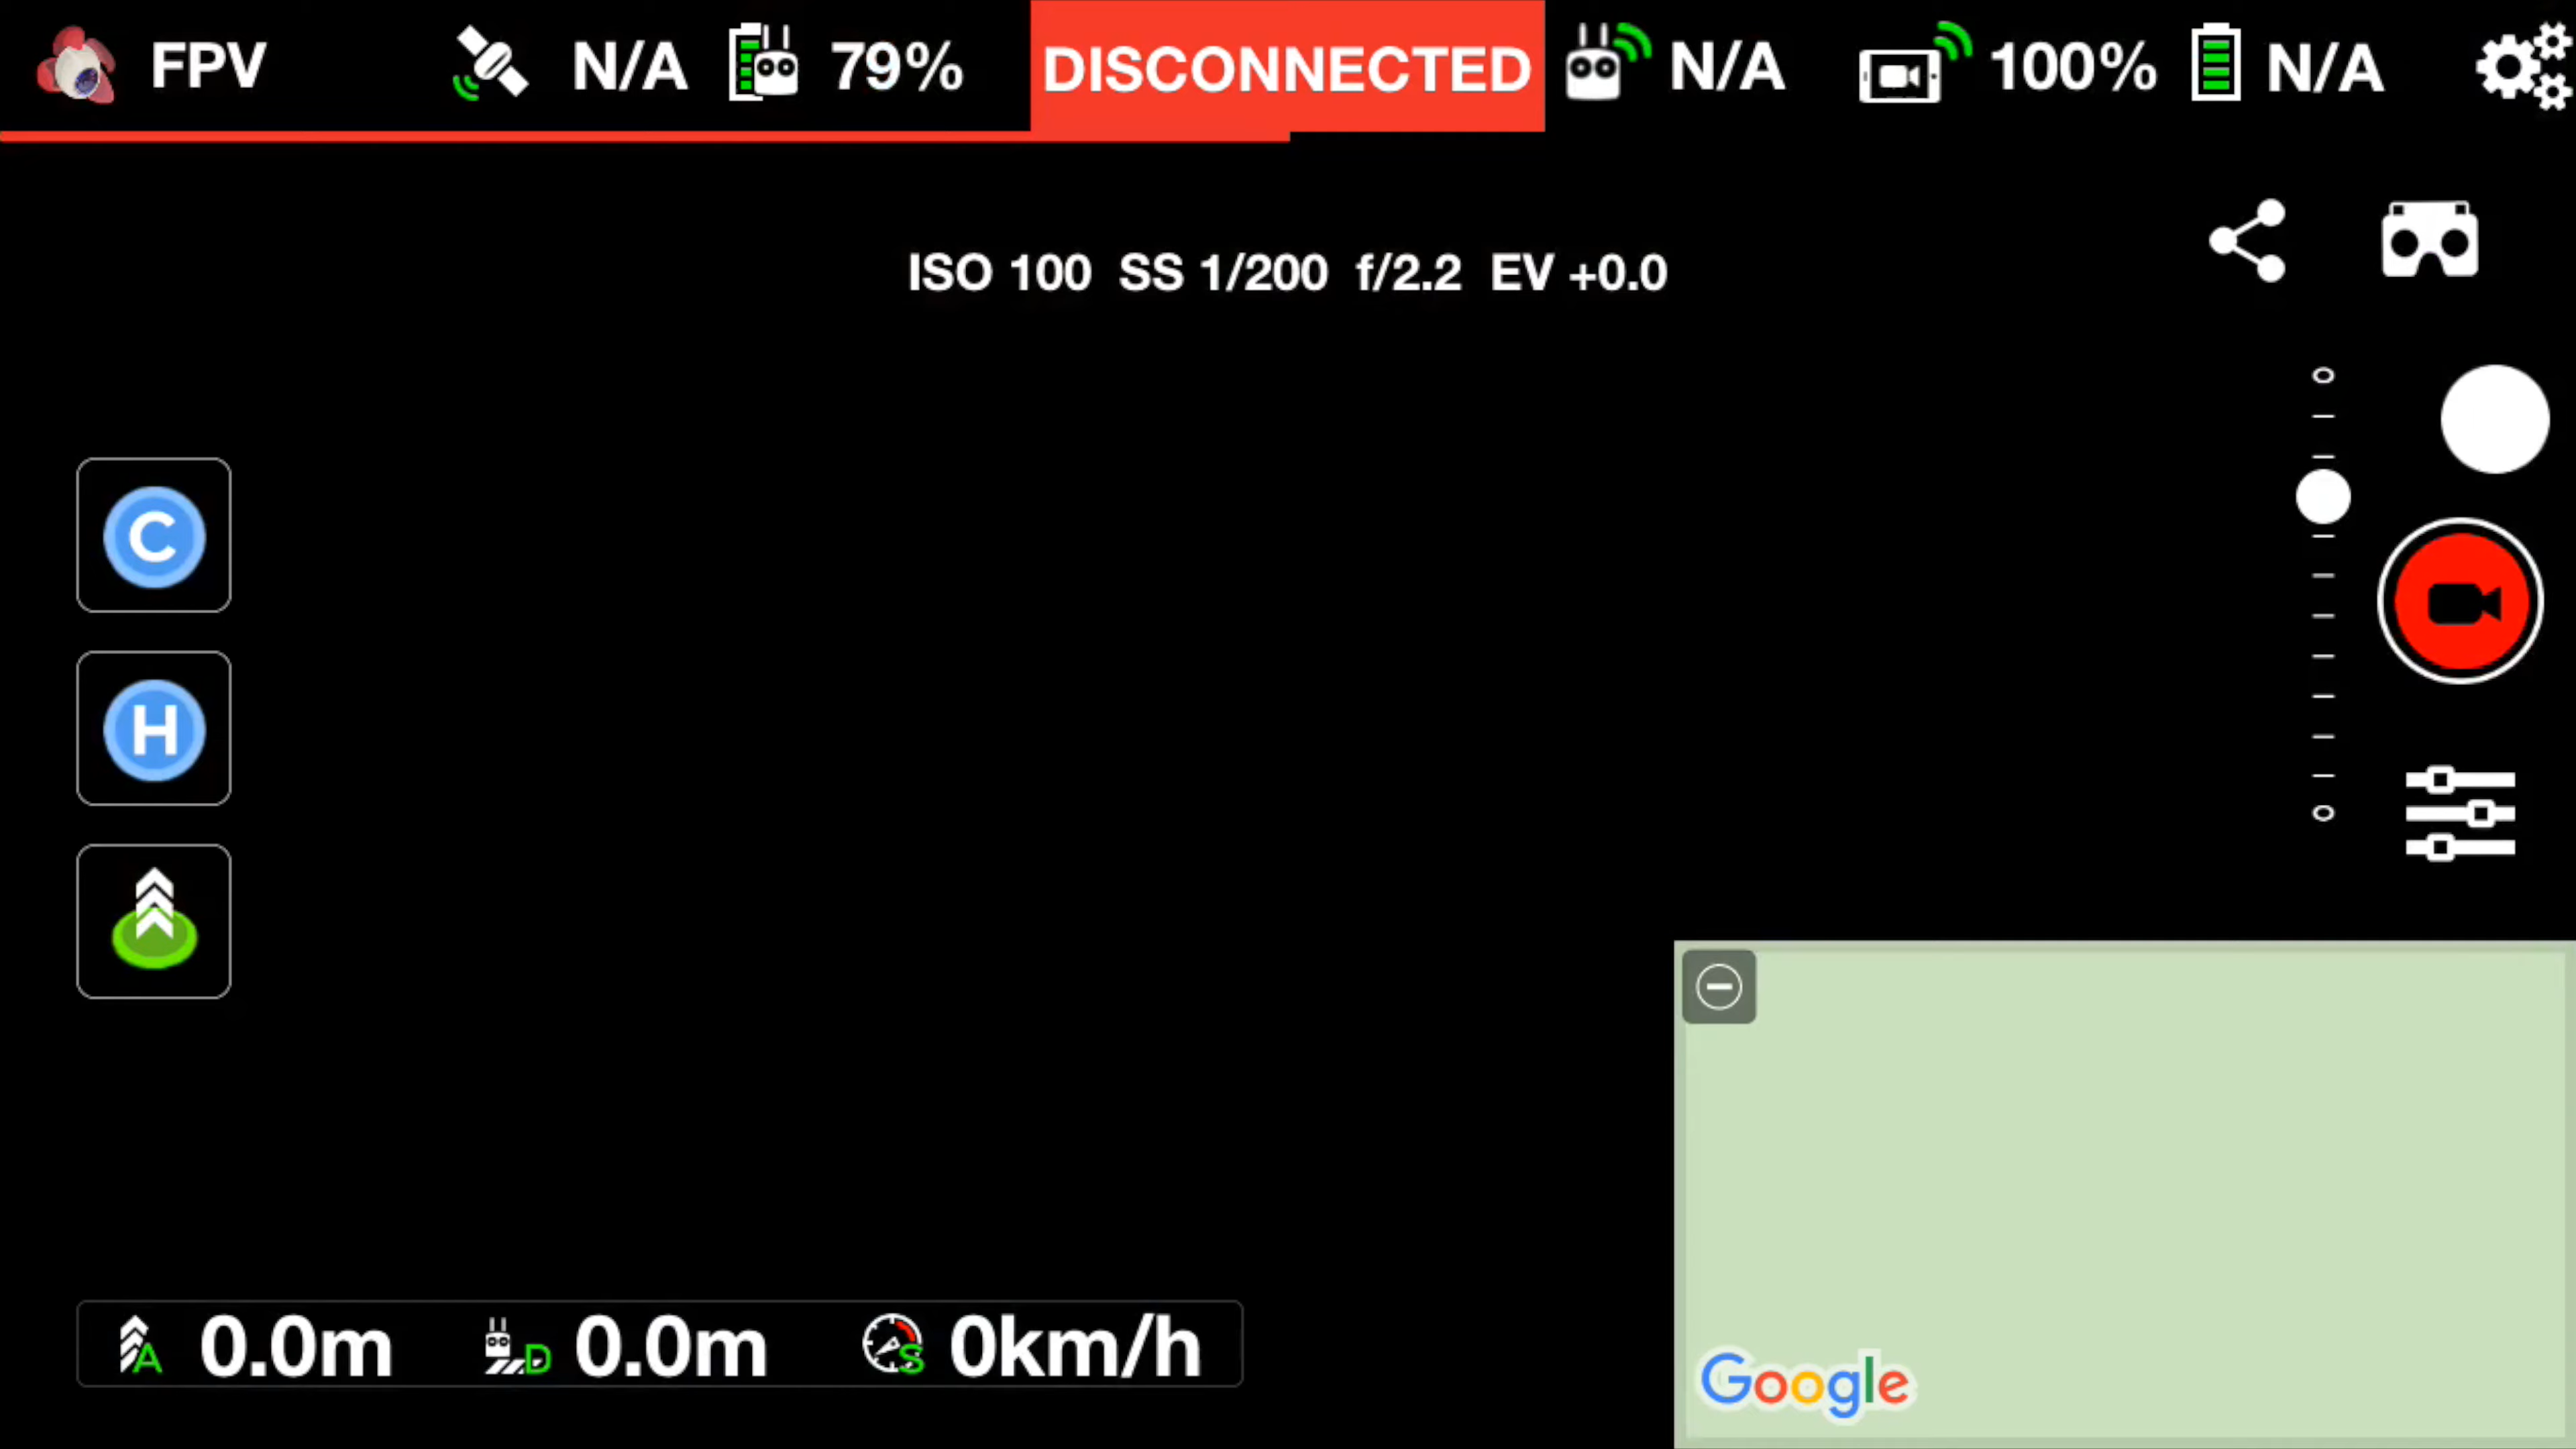 FPV N/A 79% DISCONNECTED N/A 100% N/A
ISO 100 SS 1/200 f/2.2 EV +0.0
C
H
A 0.0m D 0.0m S 0km/h
Google